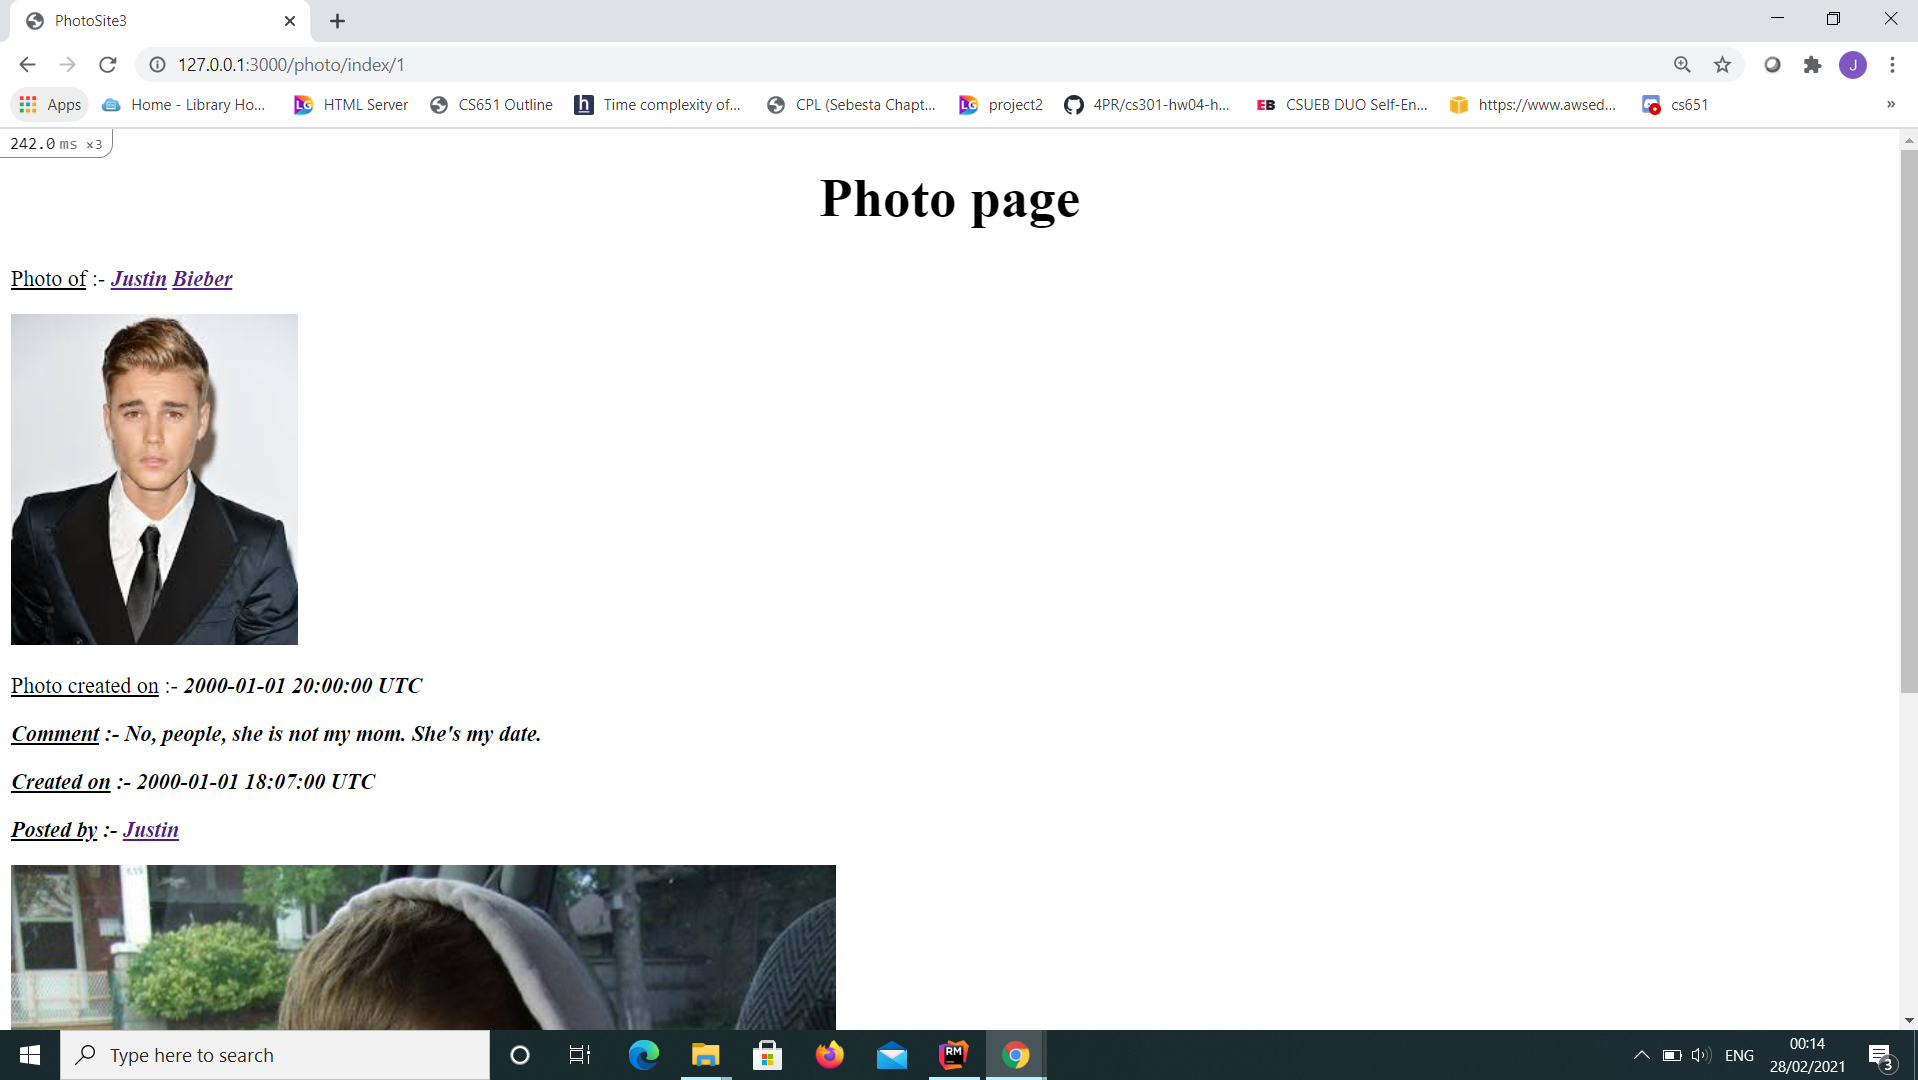 PhotoSite3
127.0.0.1:3000/photo/index/1
J
Apps Home - Library Ho... LG HTML Server CS651 Outline h Time complexity of... CPL (Sebesta Chapt... LG project2 4PR/cs301-hw04-h... EB CSUEB DUO Self-En... https://www.awsed... cs651 »
242.0 ms ×3
Photo page
Photo of :- Justin Bieber
Photo created on :- 2000-01-01 20:00:00 UTC
Comment :- No, people, she is not my mom. She's my date.
Created on :- 2000-01-01 18:07:00 UTC
Posted by :- Justin
Type here to search
RM
ENG
00:14
28/02/2021
3